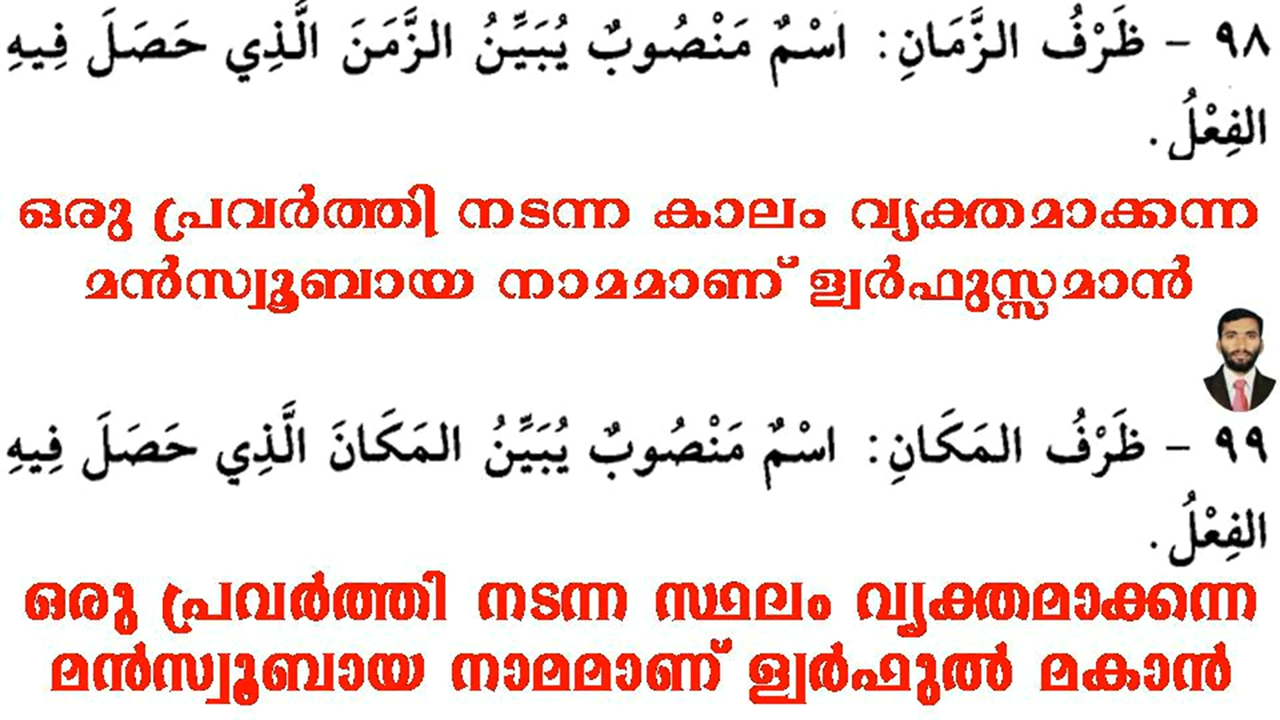 ٩٨ - ظَرْفُ الزَّمَانِ: اسْمٌ مَنْصُوبٌ يُبَيِّنُ الزَّمَنَ الَّذِي حَصَلَ فِيهِ
الفِعْلُ.
ഒരു പ്രവർത്തി നടന്ന കാലം വ്യക്തമാക്കന്ന
മൻസ്വൂബായ നാമമാണ് ള്വർഫുസ്സമാൻ
٩٩ - ظَرْفُ المَكَانِ: اسْمٌ مَنْصُوبٌ يُبَيِّنُ المَكَانَ الَّذِي حَصَلَ فِيهِ
الفِعْلُ.
ഒരു പ്രവർത്തി നടന്ന സ്ഥലം വ്യക്തമാക്കന്ന
മൻസ്വൂബായ നാമമാണ് ള്വർഫുൽ മകാൻ